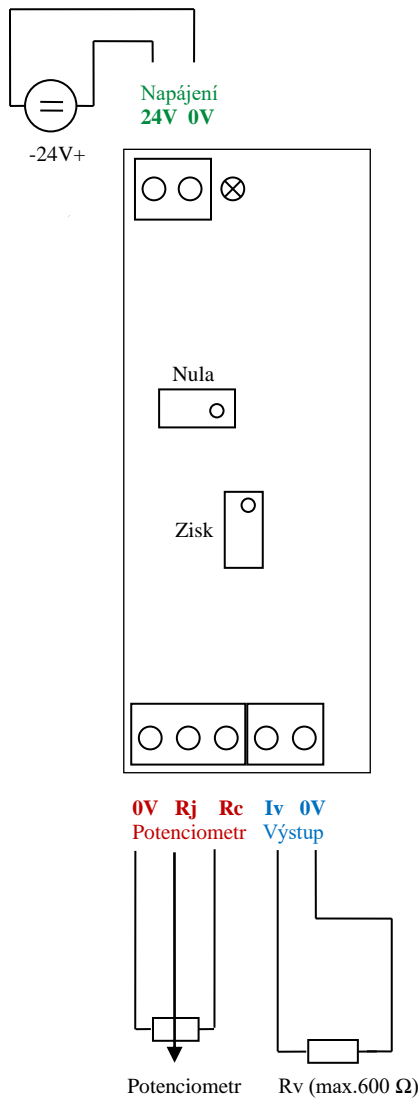 Napájení
24V 0V
-24V+
Nula
Zisk
0V Rj Rc Iv 0V
Potenciometr Výstup
Potenciometr Rv (max.600 Ω)